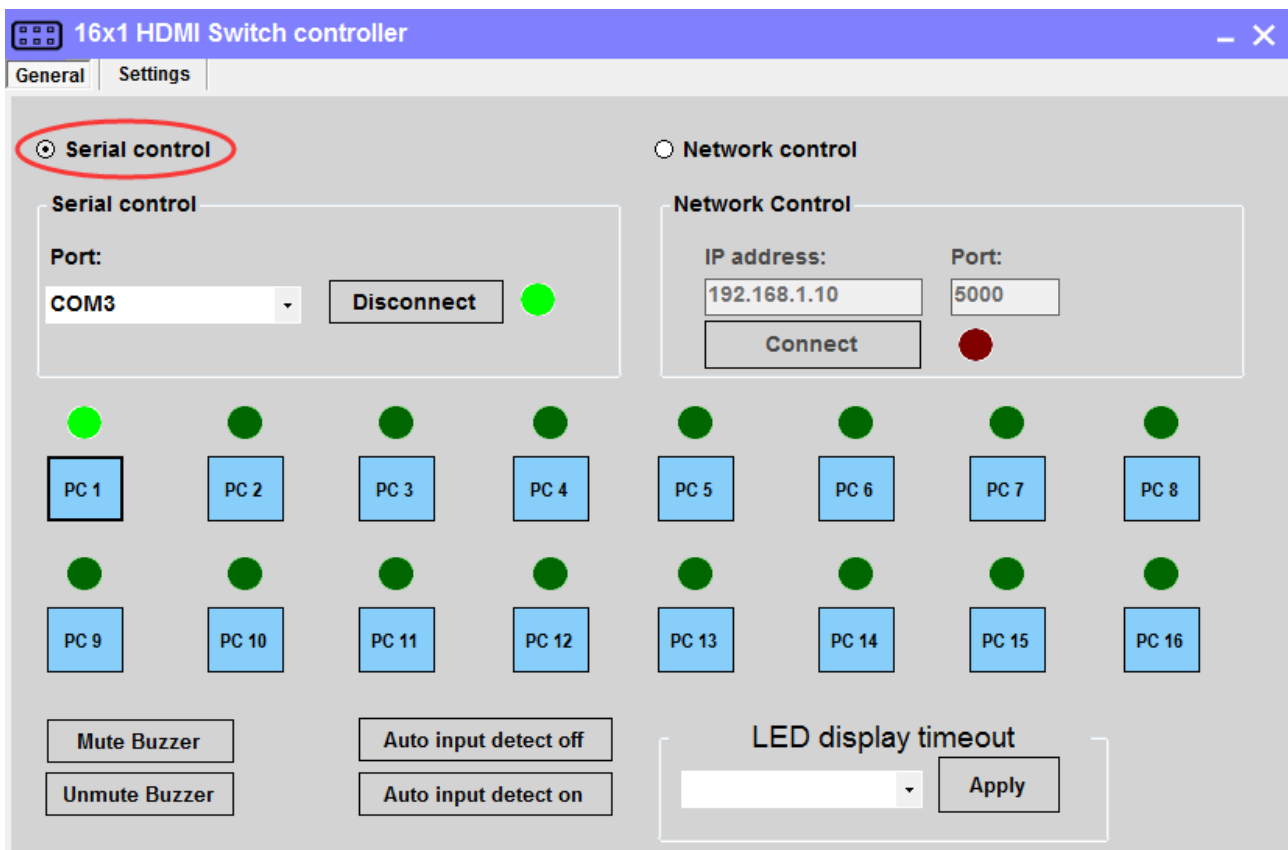 16x1 HDMI Switch controller
General Settings
Serial control
Network control
Serial control
Port:
COM3
Disconnect
Network Control
IP address: Port:
192.168.1.10 5000
Connect
PC 1 PC 2 PC 3 PC 4 PC 5 PC 6 PC 7 PC 8
PC 9 PC 10 PC 11 PC 12 PC 13 PC 14 PC 15 PC 16
Mute Buzzer
Unmute Buzzer
Auto input detect off
Auto input detect on
LED display timeout
Apply